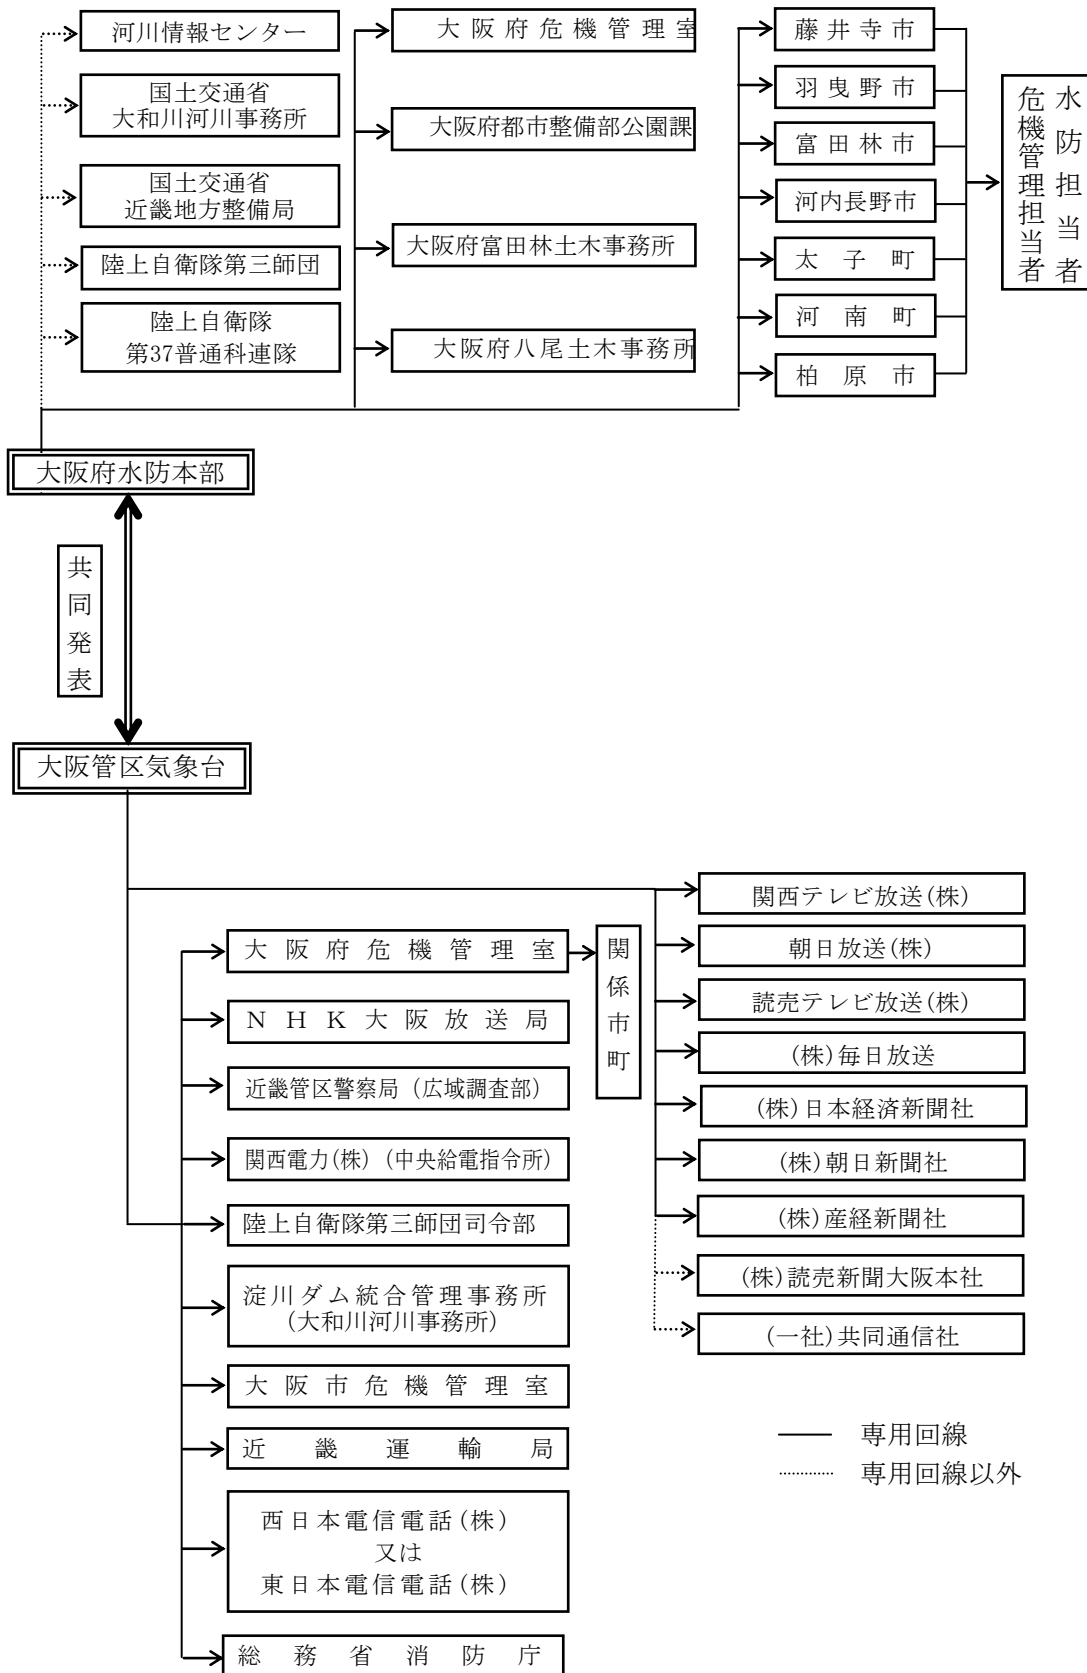 河川情報センター
国土交通省
大和川河川事務所
国土交通省
近畿地方整備局
陸上自衛隊第三師団
陸上自衛隊
第37普通科連隊
大阪府危機管理室
大阪府都市整備部公園課
大阪府富田林土木事務所
大阪府八尾土木事務所
藤井寺市
羽曳野市
富田林市
河内長野市
太子町
河南町
柏原市
水防担当者
危機管理担当者
大阪府水防本部
共同発表
大阪管区気象台
大阪府危機管理室
NHK大阪放送局
近畿管区警察局（広域調査部）
関西電力(株)（中央給電指令所）
陸上自衛隊第三師団司令部
淀川ダム統合管理事務所
(大和川河川事務所)
大阪市危機管理室
近畿運輸局
西日本電信電話(株)
又は
東日本電信電話(株)
総務省消防庁
関係市町
関西テレビ放送(株)
朝日放送(株)
読売テレビ放送(株)
(株)毎日放送
(株)日本経済新聞社
(株)朝日新聞社
(株)産経新聞社
(株)読売新聞大阪本社
(一社)共同通信社
専用回線
専用回線以外